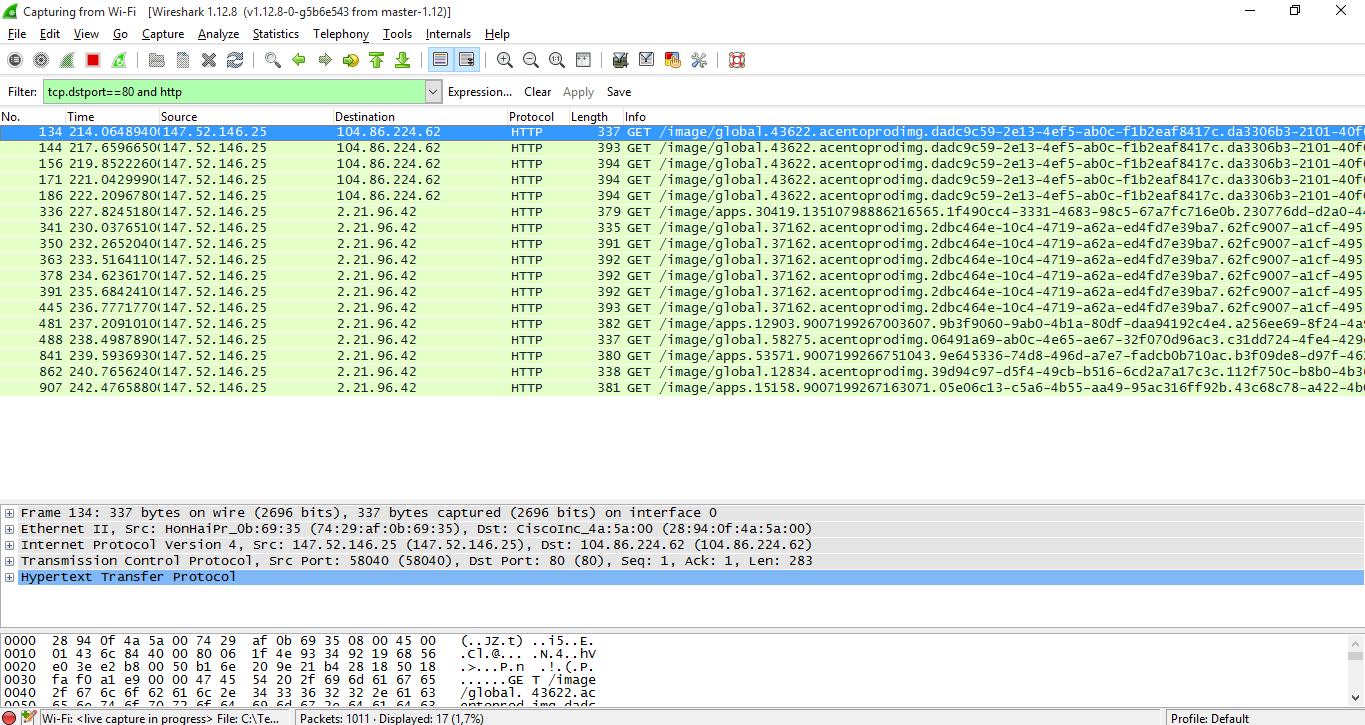 Capturing from Wi-Fi [Wireshark 1.12.8 (v1.12.8-0-g5b6e543 from master-1.12)]
File Edit View Go Capture Analyze Statistics Telephony Tools Internals Help
Filter: tcp.dstport==80 and http Expression... Clear Apply Save
No. Time Source Destination Protocol Length Info
134 214.0648940( 147.52.146.25 104.86.224.62 HTTP 337 GET /image/global.43622.acentoprodimg.dadc9c59-2e13-4ef5-ab0c-f1b2eaf8417c.da3306b3-2101-40f
144 217.6596650( 147.52.146.25 104.86.224.62 HTTP 393 GET /image/global.43622.acentoprodimg.dadc9c59-2e13-4ef5-ab0c-f1b2eaf8417c.da3306b3-2101-40f
156 219.8522260( 147.52.146.25 104.86.224.62 HTTP 394 GET /image/global.43622.acentoprodimg.dadc9c59-2e13-4ef5-ab0c-f1b2eaf8417c.da3306b3-2101-40f
171 221.0429990( 147.52.146.25 104.86.224.62 HTTP 394 GET /image/global.43622.acentoprodimg.dadc9c59-2e13-4ef5-ab0c-f1b2eaf8417c.da3306b3-2101-40f
186 222.2096780( 147.52.146.25 104.86.224.62 HTTP 394 GET /image/global.43622.acentoprodimg.dadc9c59-2e13-4ef5-ab0c-f1b2eaf8417c.da3306b3-2101-40f
336 227.8245180( 147.52.146.25 2.21.96.42 HTTP 379 GET /image/apps.30419.13510798886216565.1f490cc4-3331-4683-98c5-67a7fc716e0b.230776dd-d2a0-4
341 230.0376510( 147.52.146.25 2.21.96.42 HTTP 335 GET /image/global.37162.acentoprodimg.2dbc464e-10c4-4719-a62a-ed4fd7e39ba7.62fc9007-a1cf-495
350 232.2652040( 147.52.146.25 2.21.96.42 HTTP 391 GET /image/global.37162.acentoprodimg.2dbc464e-10c4-4719-a62a-ed4fd7e39ba7.62fc9007-a1cf-495
363 233.5164110( 147.52.146.25 2.21.96.42 HTTP 392 GET /image/global.37162.acentoprodimg.2dbc464e-10c4-4719-a62a-ed4fd7e39ba7.62fc9007-a1cf-495
378 234.6236170( 147.52.146.25 2.21.96.42 HTTP 392 GET /image/global.37162.acentoprodimg.2dbc464e-10c4-4719-a62a-ed4fd7e39ba7.62fc9007-a1cf-495
391 235.6842410( 147.52.146.25 2.21.96.42 HTTP 392 GET /image/global.37162.acentoprodimg.2dbc464e-10c4-4719-a62a-ed4fd7e39ba7.62fc9007-a1cf-495
445 236.7771770( 147.52.146.25 2.21.96.42 HTTP 393 GET /image/global.37162.acentoprodimg.2dbc464e-10c4-4719-a62a-ed4fd7e39ba7.62fc9007-a1cf-495
481 237.2091010( 147.52.146.25 2.21.96.42 HTTP 382 GET /image/apps.12903.9007199267003607.9b3f9060-9ab0-4b1a-80df-daa94192c4e4.a256ee69-8f24-4a
488 238.4987890( 147.52.146.25 2.21.96.42 HTTP 337 GET /image/global.58275.acentoprodimg.06491a69-ab0c-4e65-ae67-32f070d96ac3.c31dd724-4fe4-429
841 239.5936930( 147.52.146.25 2.21.96.42 HTTP 380 GET /image/apps.53571.9007199266751043.9e645336-74d8-496d-a7e7-fadcb0b710ac.b3f09de8-d97f-46
862 240.7656240( 147.52.146.25 2.21.96.42 HTTP 338 GET /image/global.12834.acentoprodimg.39d94c97-d5f4-49cb-b516-6cd2a7a17c3c.112f750c-b8b0-4b3
907 242.4765880( 147.52.146.25 2.21.96.42 HTTP 381 GET /image/apps.15158.9007199267163071.05e06c13-c5a6-4b55-aa49-95ac316ff92b.43c68c78-a422-4b
Frame 134: 337 bytes on wire (2696 bits), 337 bytes captured (2696 bits) on interface 0
Ethernet II, Src: HonHaiPr_0b:69:35 (74:29:af:0b:69:35), Dst: CiscoInc_4a:5a:00 (28:94:0f:4a:5a:00)
Internet Protocol Version 4, Src: 147.52.146.25 (147.52.146.25), Dst: 104.86.224.62 (104.86.224.62)
Transmission Control Protocol, Src Port: 58040 (58040), Dst Port: 80 (80), Seq: 1, Ack: 1, Len: 283
Hypertext Transfer Protocol
0000 28 94 0f 4a 5a 00 74 29 af 0b 69 35 08 00 45 00 (..JZ.t) ..i5..E.
0010 01 43 6c 84 40 00 80 06 1f 4e 93 34 92 19 68 56 .Cl.@... .N.4..hV
0020 e0 3e e2 b8 00 50 b1 6e 20 9e 21 b4 28 18 50 18 .>...P.n .!.(.P.
0030 fa f0 a1 e9 00 00 47 45 54 20 2f 69 6d 61 67 65 ......GE T /image
0040 2f 67 6c 6f 62 61 6c 2e 34 33 36 32 32 2e 61 63 /global. 43622.ac
0050 65 6e 74 6f 70 72 6f 64 69 6d 67 2e 64 61 64 63 entoprod img.dadc
Wi-Fi: <live capture in progress> File: C:\Te... Packets: 1011 · Displayed: 17 (1,7%) Profile: Default